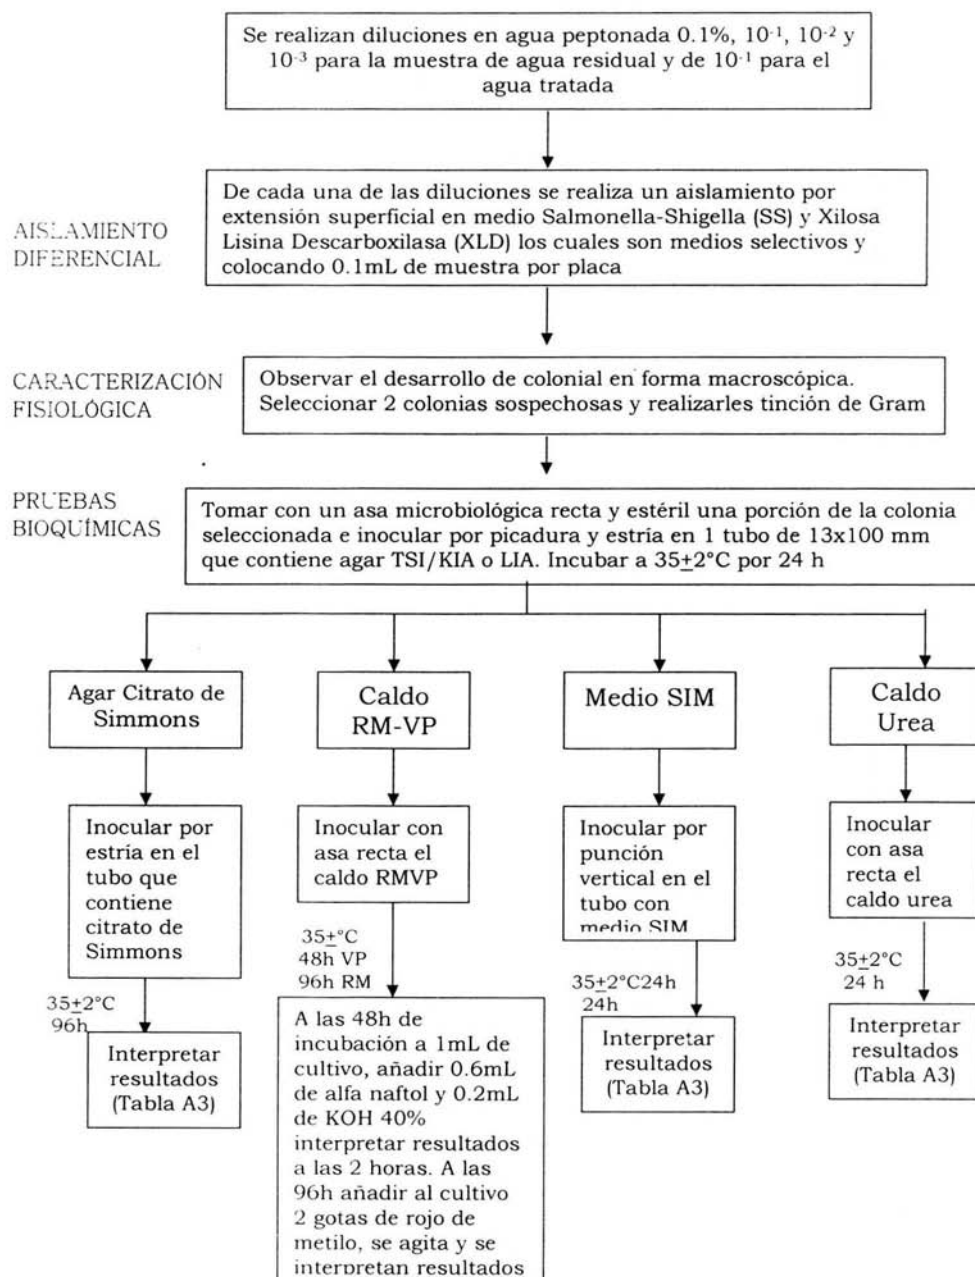 Se realizan diluciones en agua peptonada 0.1%, 10⁻¹, 10⁻² y
10⁻³ para la muestra de agua residual y de 10⁻¹ para el
agua tratada
AISLAMIENTO
DIFERENCIAL
De cada una de las diluciones se realiza un aislamiento por
extensión superficial en medio Salmonella-Shigella (SS) y Xilosa
Lisina Descarboxilasa (XLD) los cuales son medios selectivos y
colocando 0.1mL de muestra por placa
CARACTERIZACIÓN
FISIOLÓGICA
Observar el desarrollo de colonial en forma macroscópica.
Seleccionar 2 colonias sospechosas y realizarles tinción de Gram
PRUEBAS
BIOQUÍMICAS
Tomar con un asa microbiológica recta y estéril una porción de la colonia
seleccionada e inocular por picadura y estría en 1 tubo de 13x100 mm
que contiene agar TSI/KIA o LIA. Incubar a 35±2°C por 24 h
Agar Citrato de
Simmons
Inocular por
estría en el
tubo que
contiene
citrato de
Simmons
35±2°C
96h
Interpretar
resultados
(Tabla A3)
Caldo
RM-VP
Inocular con
asa recta el
caldo RMVP
35±°C
48h VP
96h RM
A las 48h de
incubación a 1mL de
cultivo, añadir 0.6mL
de alfa naftol y 0.2mL
de KOH 40%
interpretar resultados
a las 2 horas. A las
96h añadir al cultivo
2 gotas de rojo de
metilo, se agita y se
interpretan resultados
Medio SIM
Inocular por
punción
vertical en el
tubo con
medio SIM
35±2°C24h
24h
Interpretar
resultados
(Tabla A3)
Caldo
Urea
Inocular
con asa
recta el
caldo urea
35±2°C
24 h
Interpretar
resultados
(Tabla A3)